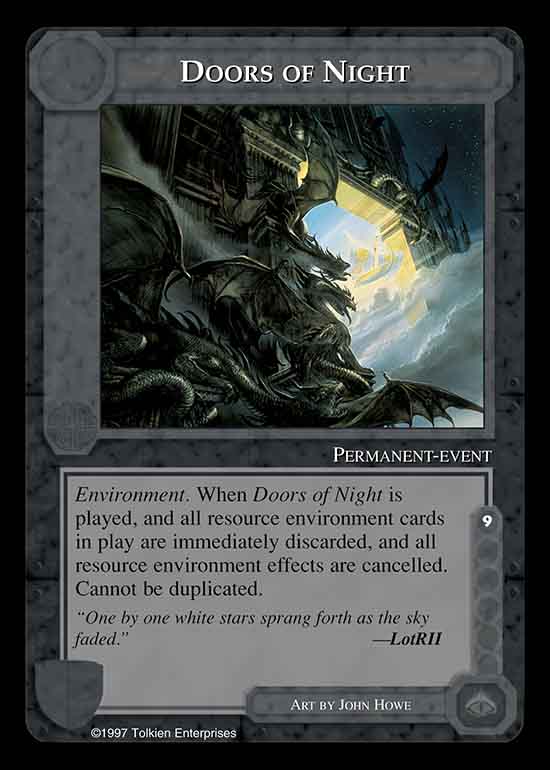 DOORS OF NIGHT
PERMANENT-EVENT
Environment. When Doors of Night is
played, and all resource environment cards
in play are immediately discarded, and all
resource environment effects are cancelled.
Cannot be duplicated.
9
“One by one white stars sprang forth as the sky
faded.” —LotRII
ART BY JOHN HOWE
©1997 Tolkien Enterprises